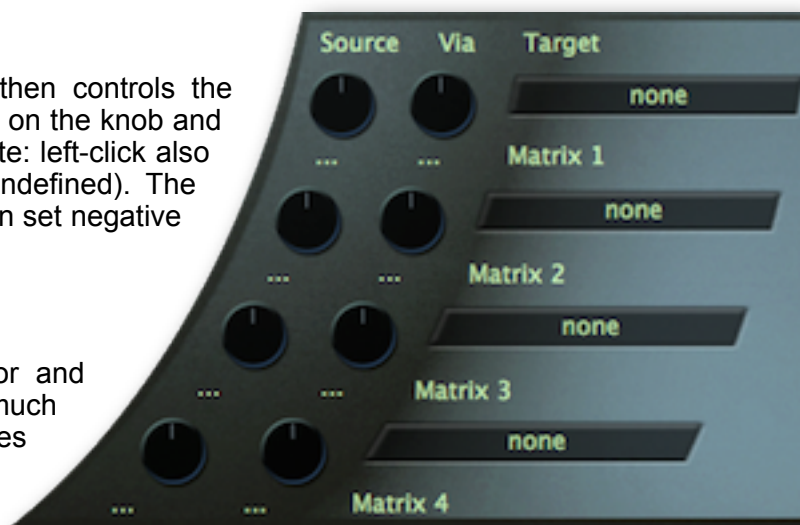 then controls the
on the knob and
te: left-click also
ndefined). The
n set negative
or and
nuch
es
Source Via Target
none
... ... Matrix 1
none
... ... Matrix 2
none
... ... Matrix 3
none
... ... Matrix 4